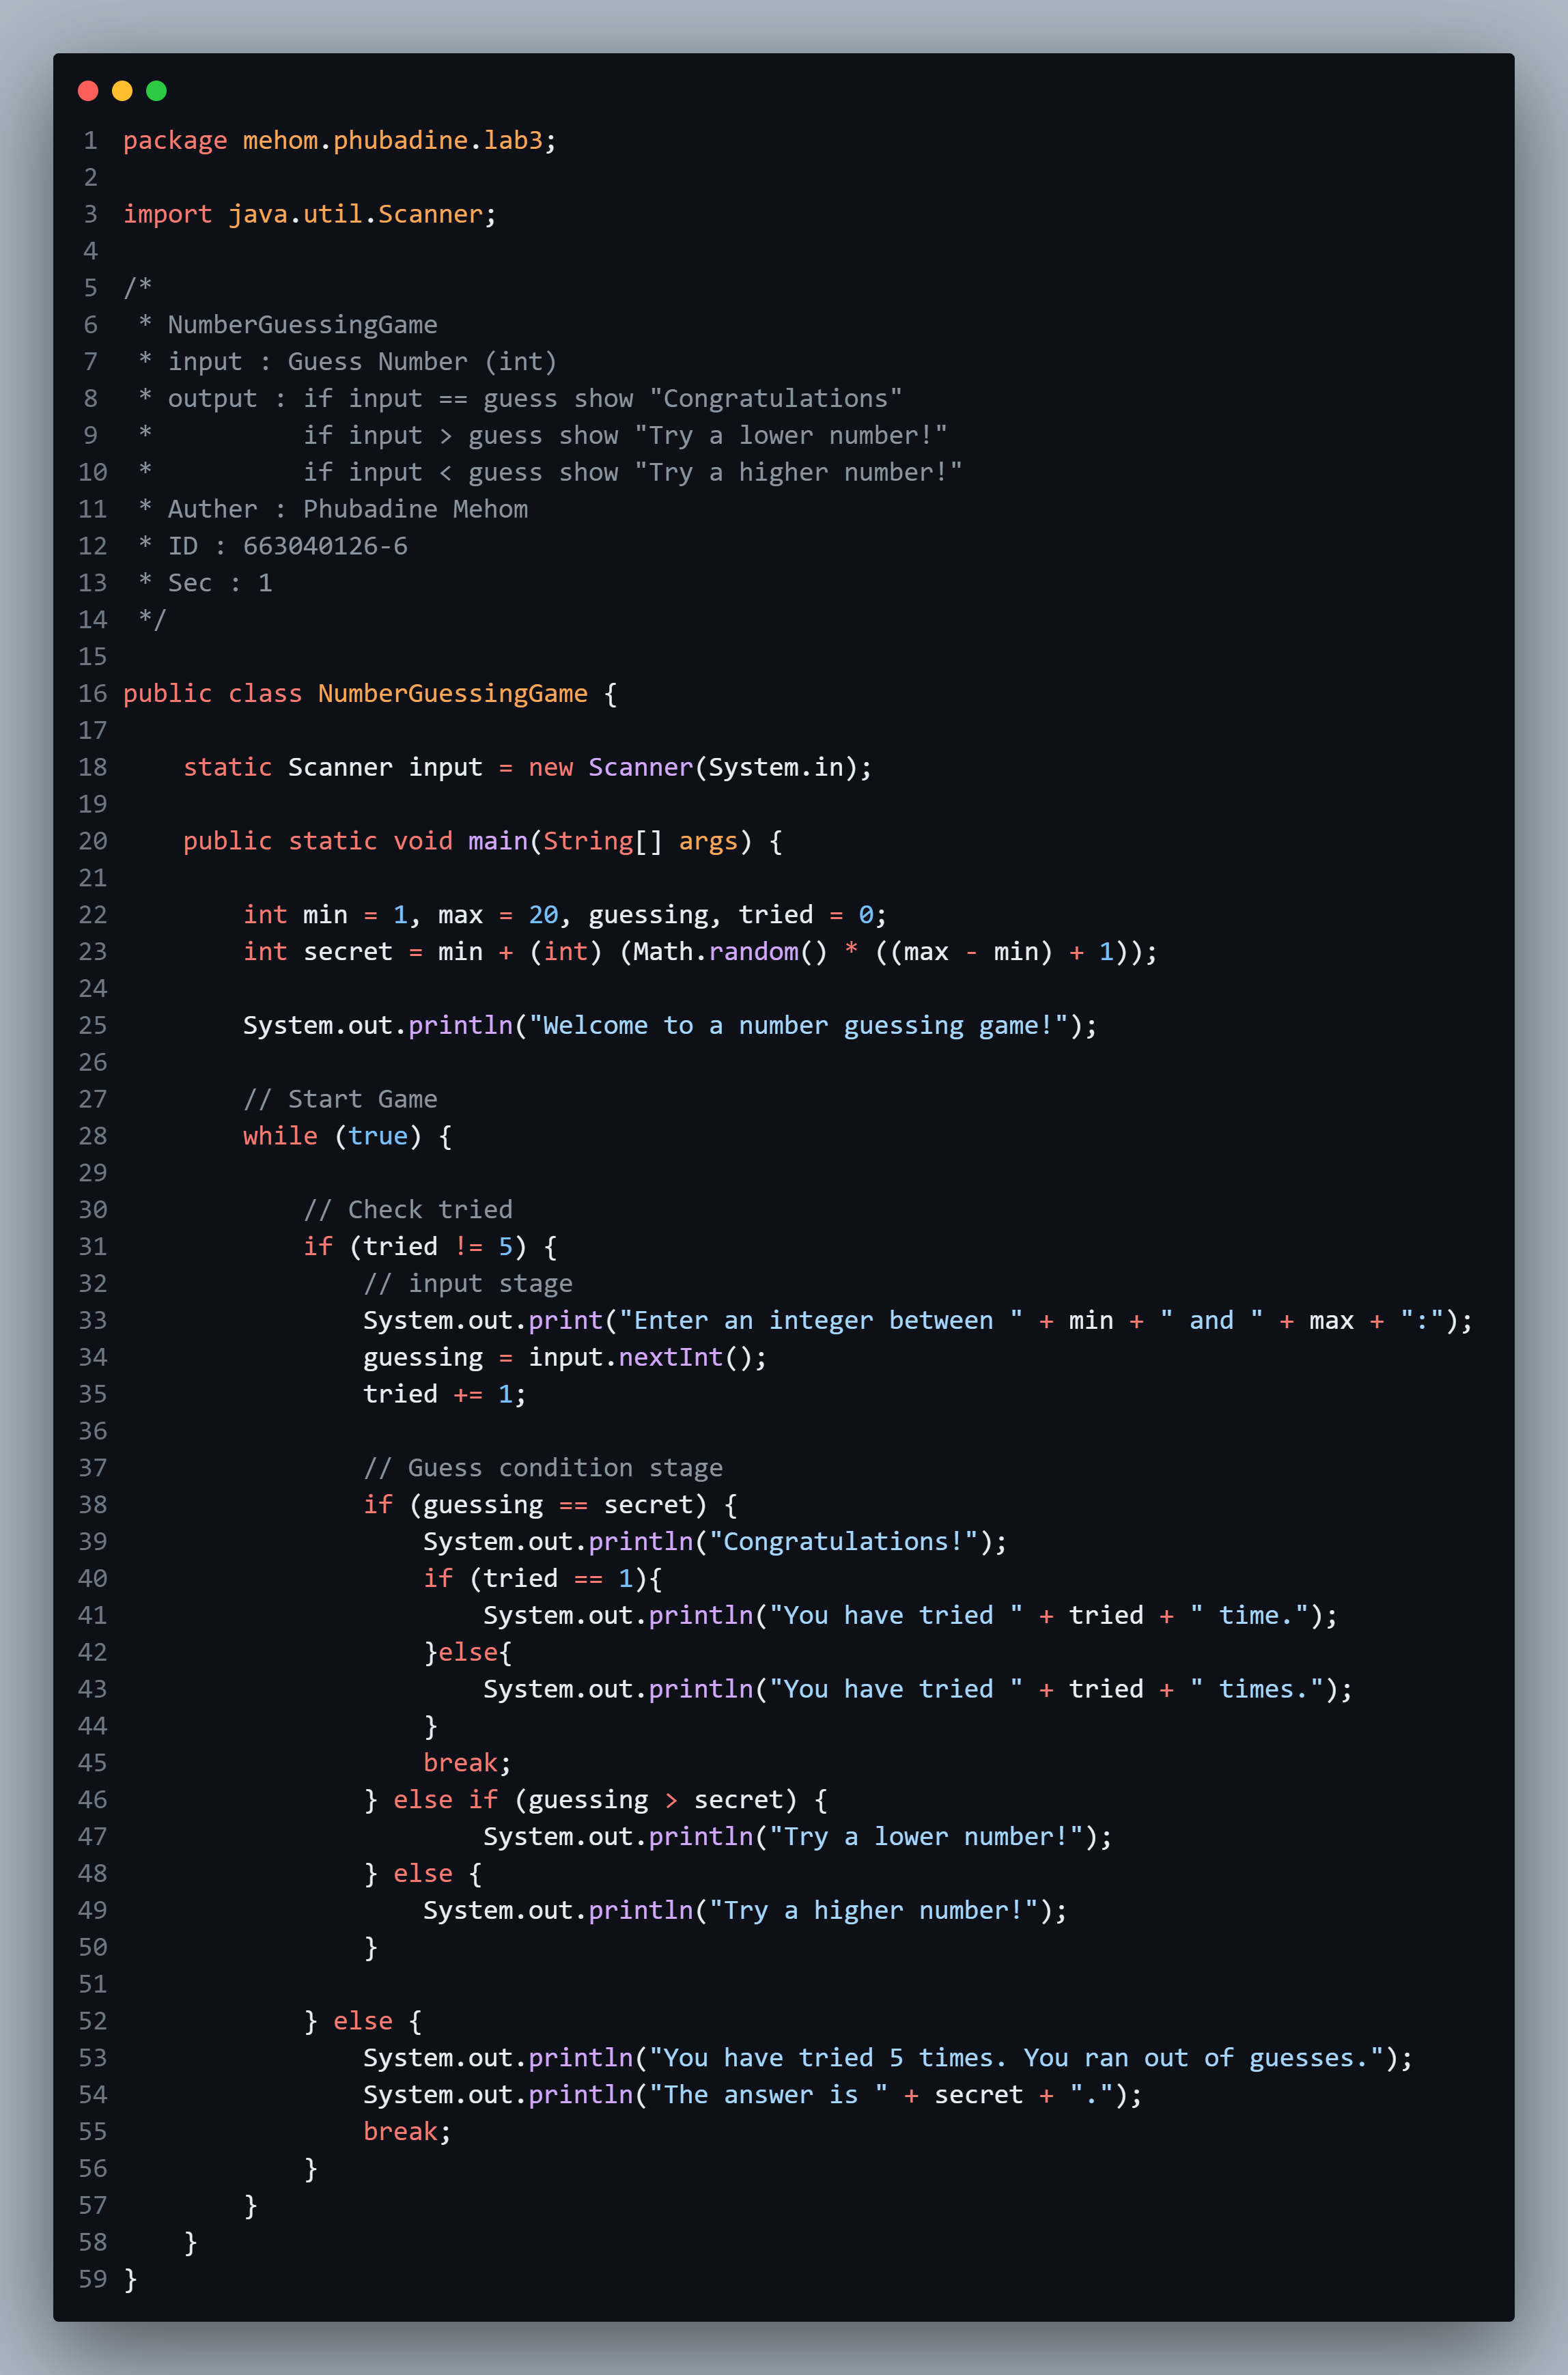 1 package mehom.phubadine.lab3;
2
3 import java.util.Scanner;
4
5 /*
6  * NumberGuessingGame
7  * input : Guess Number (int)
8  * output : if input == guess show "Congratulations"
9  *          if input > guess show "Try a lower number!"
10  *          if input < guess show "Try a higher number!"
11  * Auther : Phubadine Mehom
12  * ID : 663040126-6
13  * Sec : 1
14  */
15
16 public class NumberGuessingGame {
17
18     static Scanner input = new Scanner(System.in);
19
20     public static void main(String[] args) {
21
22         int min = 1, max = 20, guessing, tried = 0;
23         int secret = min + (int) (Math.random() * ((max - min) + 1));
24
25         System.out.println("Welcome to a number guessing game!");
26
27         // Start Game
28         while (true) {
29
30             // Check tried
31             if (tried != 5) {
32                 // input stage
33                 System.out.print("Enter an integer between " + min + " and " + max + ":");
34                 guessing = input.nextInt();
35                 tried += 1;
36
37                 // Guess condition stage
38                 if (guessing == secret) {
39                     System.out.println("Congratulations!");
40                     if (tried == 1){
41                         System.out.println("You have tried " + tried + " time.");
42                     }else{
43                         System.out.println("You have tried " + tried + " times.");
44                     }
45                     break;
46                 } else if (guessing > secret) {
47                         System.out.println("Try a lower number!");
48                 } else {
49                     System.out.println("Try a higher number!");
50                 }
51
52             } else {
53                 System.out.println("You have tried 5 times. You ran out of guesses.");
54                 System.out.println("The answer is " + secret + ".");
55                 break;
56             }
57         }
58     }
59 }